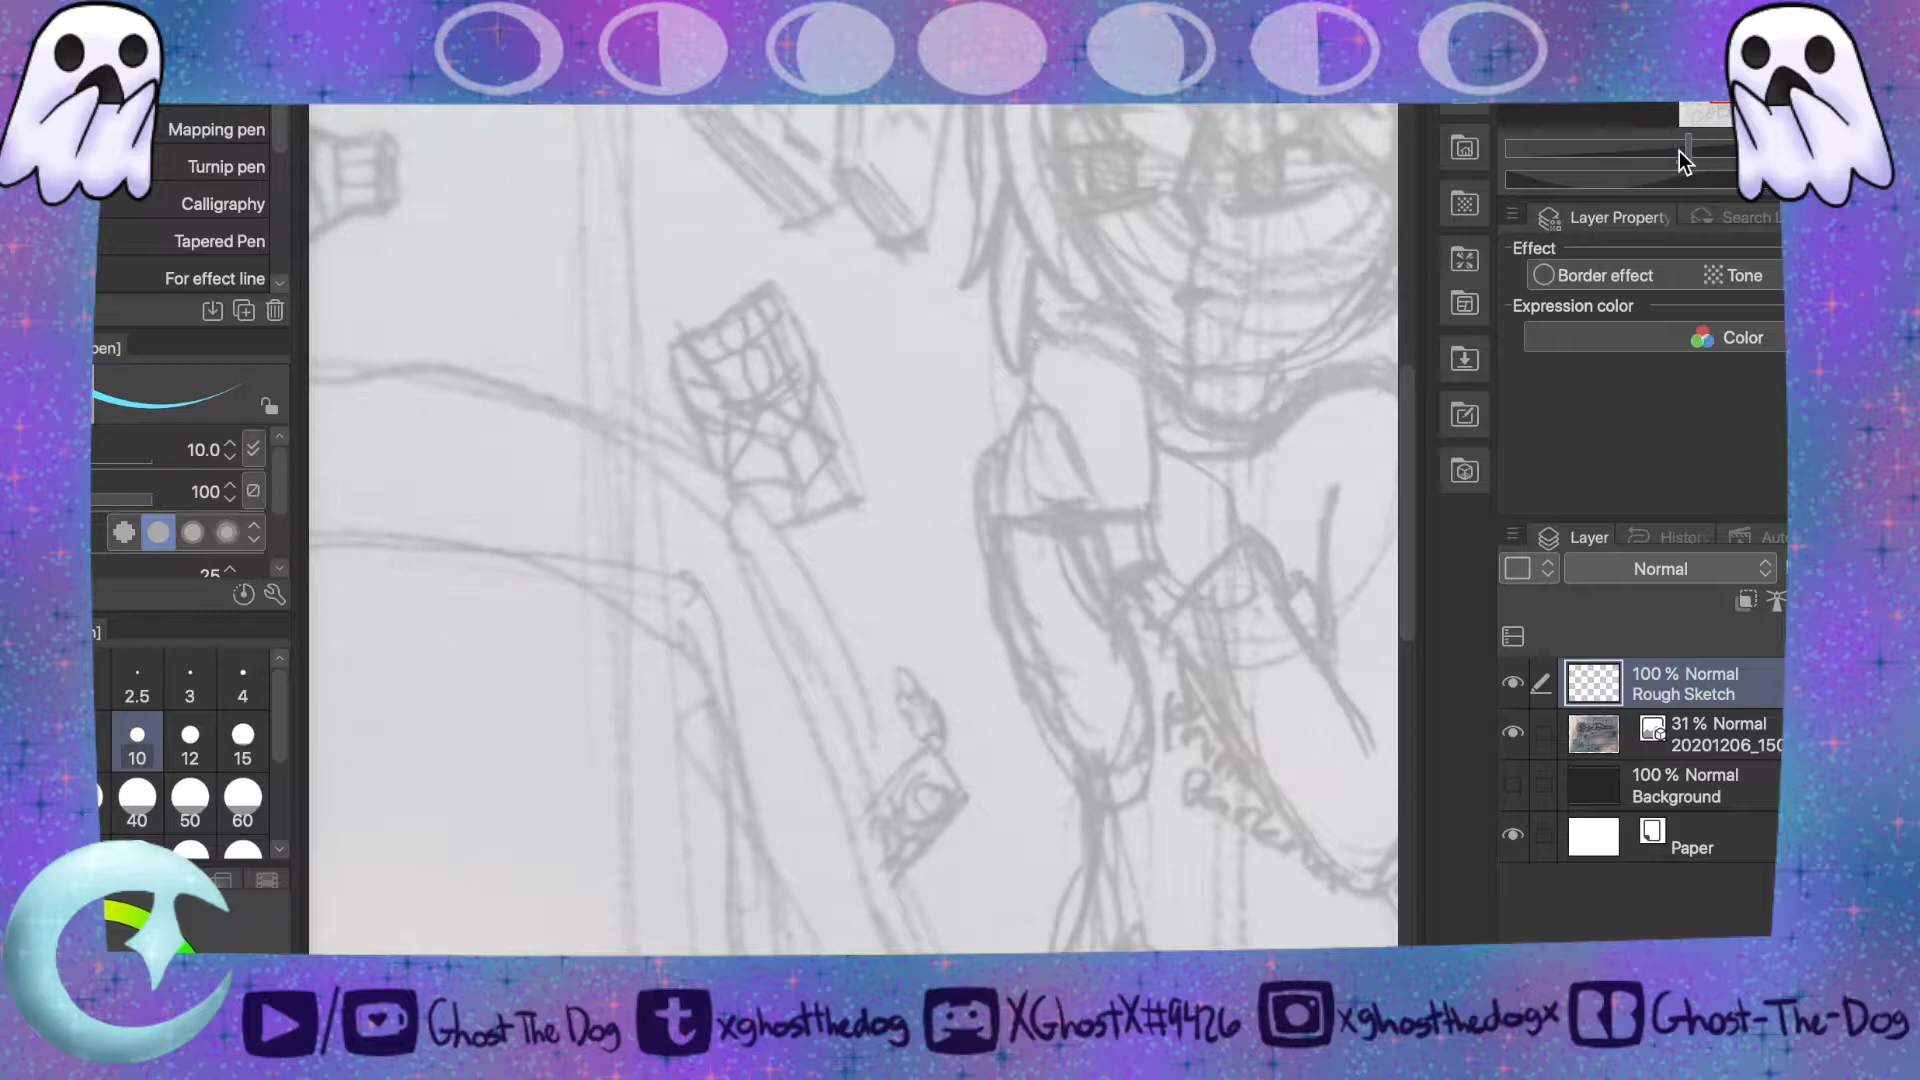 Mapping pen
Turnip pen
Calligraphy
Tapered Pen
For effect line
pen]
10.0
100
25
2.5 3 4
10 12 15
40 50 60
Layer Property Search L
Effect
Border effect Tone
Expression color
Color
Layer Histor Auto
Normal
100 % Normal
Rough Sketch
31 % Normal
20201206_150
100 % Normal
Background
Paper
/ Ghost The Dog t xghostthedog XGhostX#9426 xghostthedogx Ghost-The-Dog